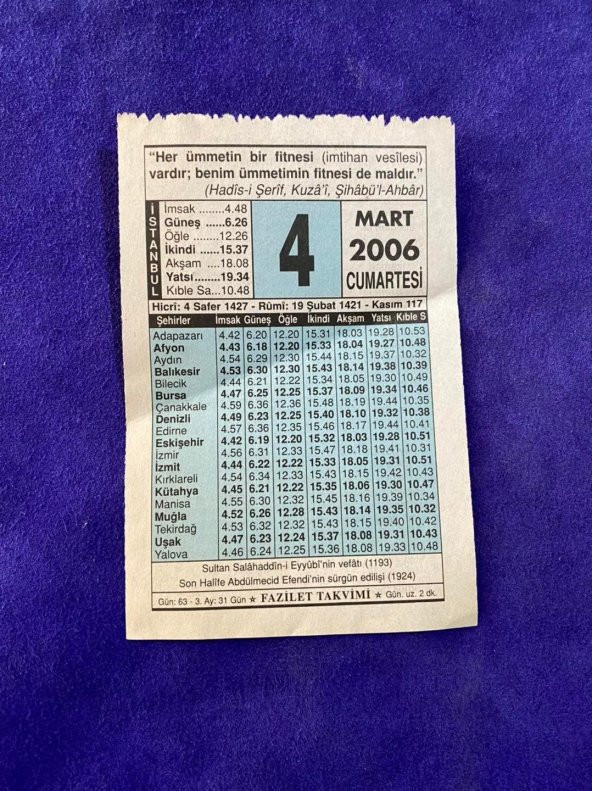 “Her ümmetin bir fitnesi (imtihan vesîlesi)
vardır; benim ümmetimin fitnesi de maldır.”
(Hadîs-i Şerîf, Kuzâ'î, Şihâbü'l-Ahbâr)
İSTANBUL
İmsak ........4.48
Güneş ......6.26
Öğle ........12.26
İkindi ......15.37
Akşam ....18.08
Yatsı........19.34
Kıble Sa...10.48
4
MART
2006
CUMARTESİ
Hicrî: 4 Safer 1427 - Rûmî: 19 Şubat 1421 - Kasım 117
Şehirler İmsak Güneş Öğle İkindi Akşam Yatsı Kıble S
Adapazarı 4.42 6.20 12.20 15.31 18.03 19.28 10.53
Afyon 4.43 6.18 12.20 15.33 18.04 19.27 10.48
Aydın 4.54 6.29 12.30 15.44 18.15 19.37 10.32
Balıkesir 4.53 6.30 12.30 15.43 18.14 19.38 10.39
Bilecik 4.44 6.21 12.22 15.34 18.05 19.30 10.49
Bursa 4.47 6.25 12.25 15.37 18.09 19.34 10.46
Çanakkale 4.59 6.36 12.36 15.48 18.19 19.44 10.35
Denizli 4.49 6.23 12.25 15.40 18.10 19.32 10.38
Edirne 4.57 6.36 12.35 15.46 18.17 19.44 10.41
Eskişehir 4.42 6.19 12.20 15.32 18.03 19.28 10.51
İzmir 4.56 6.31 12.33 15.47 18.18 19.41 10.31
İzmit 4.44 6.22 12.22 15.33 18.05 19.31 10.51
Kırklareli 4.54 6.34 12.33 15.43 18.15 19.42 10.43
Kütahya 4.45 6.21 12.22 15.35 18.06 19.30 10.47
Manisa 4.55 6.30 12.32 15.45 18.16 19.39 10.34
Muğla 4.52 6.26 12.28 15.43 18.14 19.35 10.32
Tekirdağ 4.53 6.32 12.32 15.43 18.15 19.40 10.42
Uşak 4.47 6.23 12.24 15.37 18.08 19.31 10.43
Yalova 4.46 6.24 12.25 15.36 18.08 19.33 10.48
Sultan Salâhaddîn-i Eyyûbî'nin vefâtı (1193)
Son Halîfe Abdülmecid Efendi'nin sürgün edilişi (1924)
Gün: 63 - 3. Ay: 31 Gün ★ FAZİLET TAKVİMİ ★ Gün. uz. 2 dk.